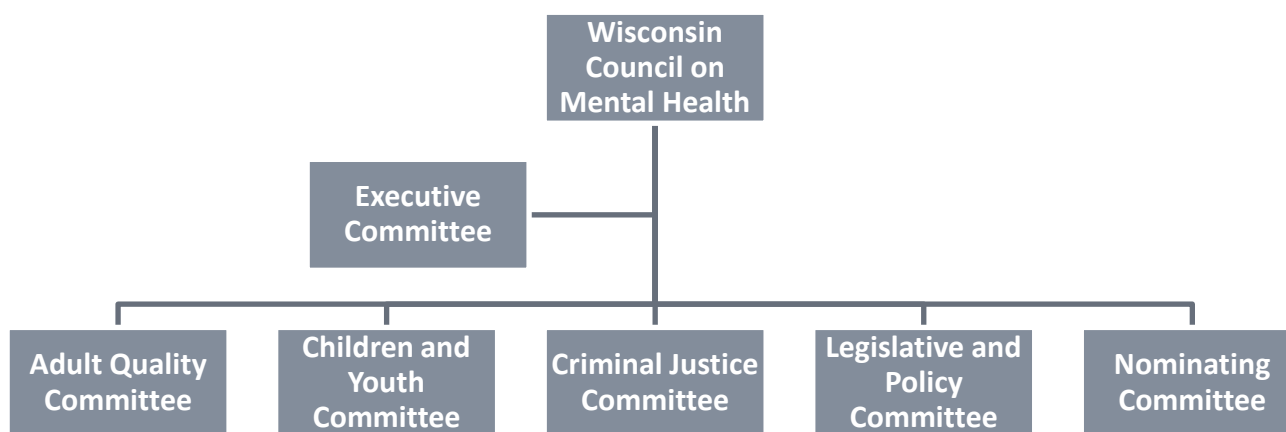 Wisconsin
Council on
Mental Health
Executive
Committee
Adult Quality
Committee
Children and
Youth
Committee
Criminal Justice
Committee
Legislative and
Policy
Committee
Nominating
Committee